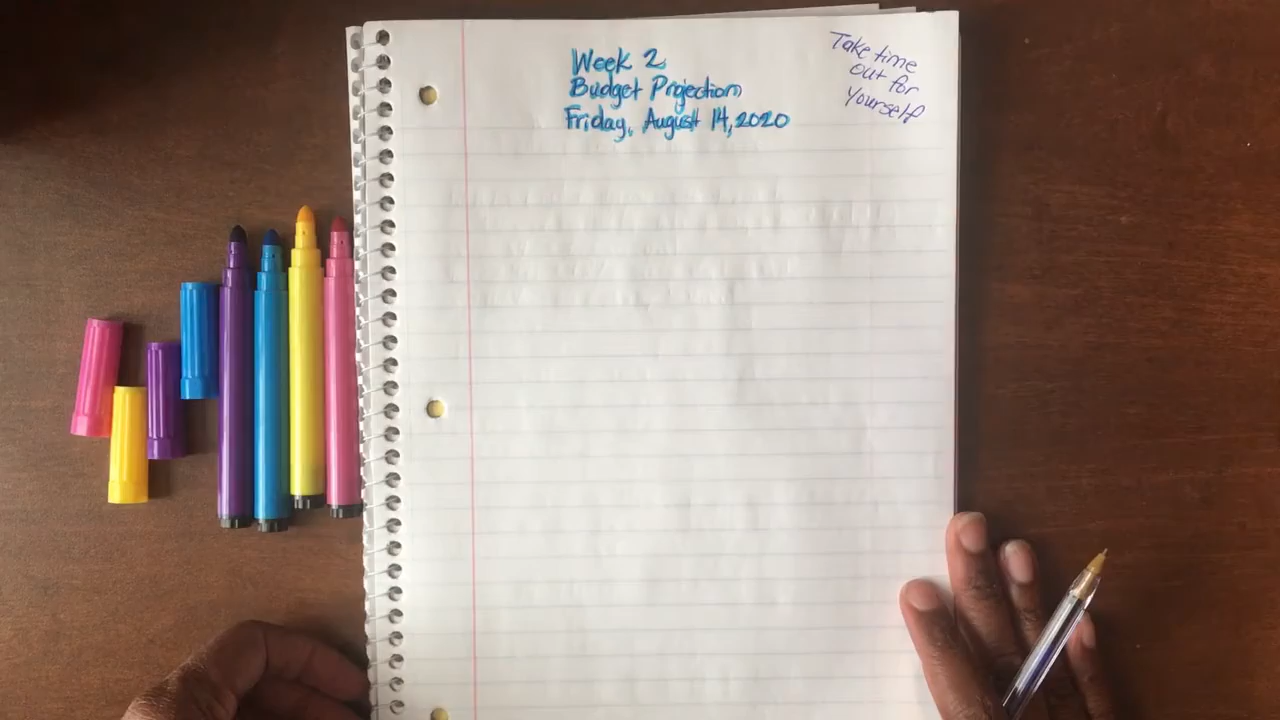 Week 2
Budget Projection
Friday, August 14, 2020
Take time
out for
Yourself